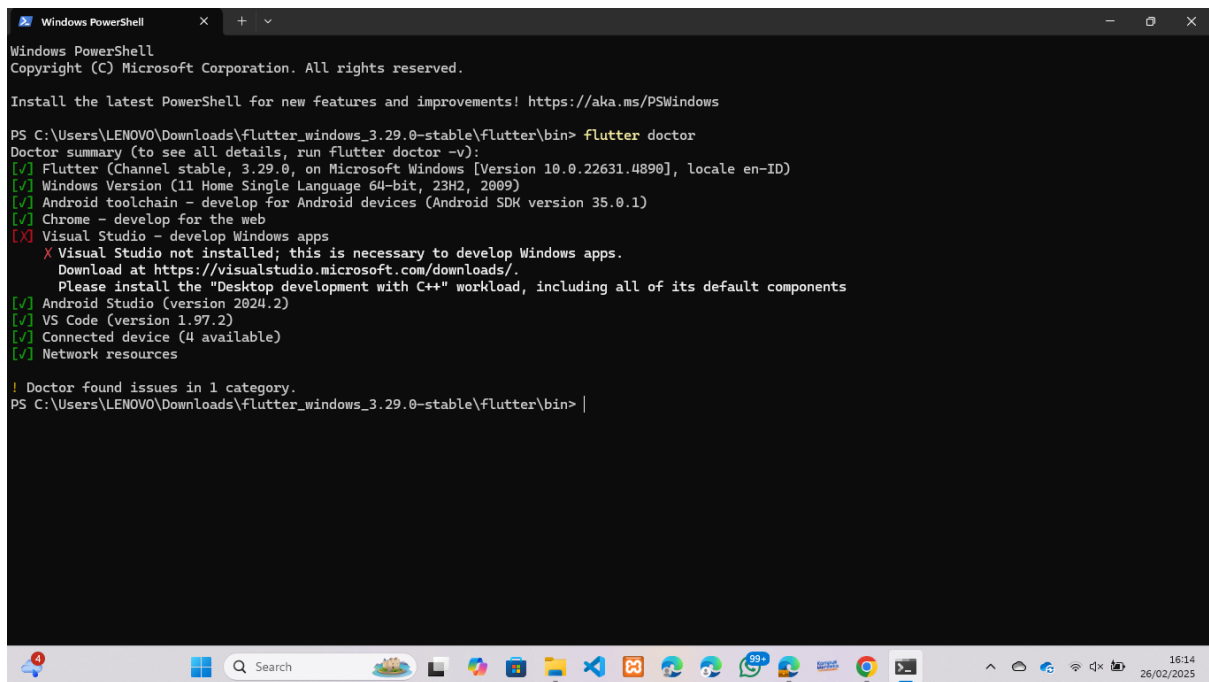 Windows PowerShell
Windows PowerShell
Copyright (C) Microsoft Corporation. All rights reserved.
Install the latest PowerShell for new features and improvements! https://aka.ms/PSWindows
PS C:\Users\LENOVO\Downloads\flutter_windows_3.29.0-stable\flutter\bin> flutter doctor
Doctor summary (to see all details, run flutter doctor -v):
[√] Flutter (Channel stable, 3.29.0, on Microsoft Windows [Version 10.0.22631.4890], locale en-ID)
[√] Windows Version (11 Home Single Language 64-bit, 23H2, 2009)
[√] Android toolchain - develop for Android devices (Android SDK version 35.0.1)
[√] Chrome - develop for the web
[X] Visual Studio - develop Windows apps
X Visual Studio not installed; this is necessary to develop Windows apps.
Download at https://visualstudio.microsoft.com/downloads/.
Please install the "Desktop development with C++" workload, including all of its default components
[√] Android Studio (version 2024.2)
[√] VS Code (version 1.97.2)
[√] Connected device (4 available)
[√] Network resources
! Doctor found issues in 1 category.
PS C:\Users\LENOVO\Downloads\flutter_windows_3.29.0-stable\flutter\bin>
4
Search
99+
16:14
26/02/2025